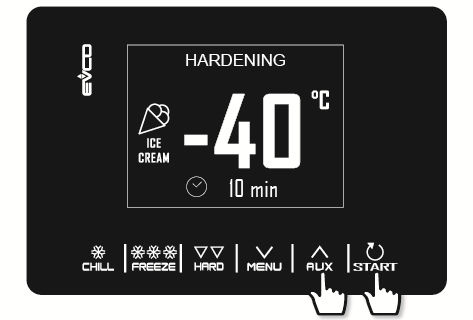 HARDENING
EVCO
-40 °C
ICE
CREAM
10 min
CHILL FREEZE HARD MENU AUX START